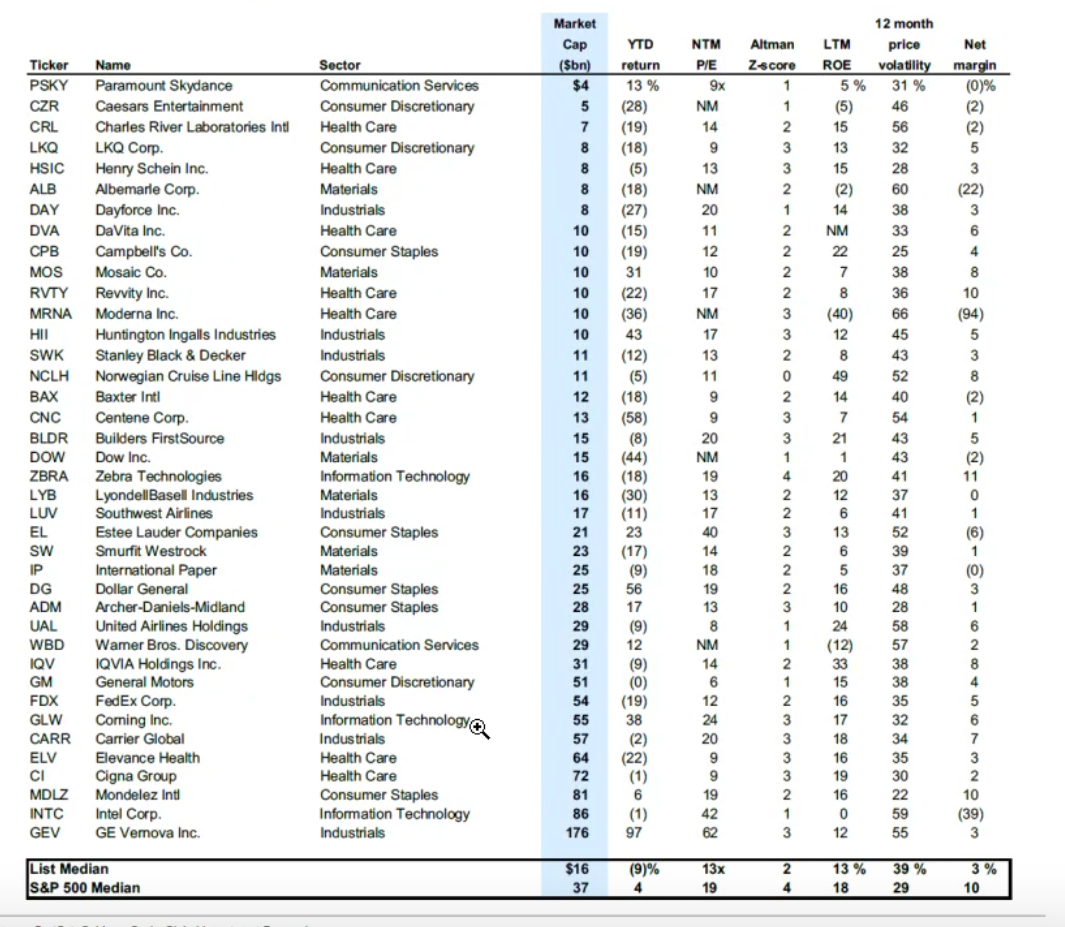 Market 12 month
Cap YTD NTM Altman LTM price Net
Ticker Name Sector ($bn) return P/E Z-score ROE volatility margin
PSKY Paramount Skydance Communication Services $4 13 % 9x 1 5 % 31 % (0)%
CZR Caesars Entertainment Consumer Discretionary 5 (28) NM 1 (5) 46 (2)
CRL Charles River Laboratories Intl Health Care 7 (19) 14 2 15 56 (2)
LKQ LKQ Corp. Consumer Discretionary 8 (18) 9 3 13 32 5
HSIC Henry Schein Inc. Health Care 8 (5) 13 3 15 28 3
ALB Albemarle Corp. Materials 8 (18) NM 2 (2) 60 (22)
DAY Dayforce Inc. Industrials 8 (27) 20 1 14 38 3
DVA DaVita Inc. Health Care 10 (15) 11 2 NM 33 6
CPB Campbell's Co. Consumer Staples 10 (19) 12 2 22 25 4
MOS Mosaic Co. Materials 10 31 10 2 7 38 8
RVTY Revvity Inc. Health Care 10 (22) 17 2 8 36 10
MRNA Moderna Inc. Health Care 10 (36) NM 3 (40) 66 (94)
HII Huntington Ingalls Industries Industrials 10 43 17 3 12 45 5
SWK Stanley Black & Decker Industrials 11 (12) 13 2 8 43 3
NCLH Norwegian Cruise Line Hldgs Consumer Discretionary 11 (5) 11 0 49 52 8
BAX Baxter Intl Health Care 12 (18) 9 2 14 40 (2)
CNC Centene Corp. Health Care 13 (58) 9 3 7 54 1
BLDR Builders FirstSource Industrials 15 (8) 20 3 21 43 5
DOW Dow Inc. Materials 15 (44) NM 1 1 43 (2)
ZBRA Zebra Technologies Information Technology 16 (18) 19 4 20 41 11
LYB LyondellBasell Industries Materials 16 (30) 13 2 12 37 0
LUV Southwest Airlines Industrials 17 (11) 17 2 6 41 1
EL Estee Lauder Companies Consumer Staples 21 23 40 3 13 52 (6)
SW Smurfit Westrock Materials 23 (17) 14 2 6 39 1
IP International Paper Materials 25 (9) 18 2 5 37 (0)
DG Dollar General Consumer Staples 25 56 19 2 16 48 3
ADM Archer-Daniels-Midland Consumer Staples 28 17 13 3 10 28 1
UAL United Airlines Holdings Industrials 29 (9) 8 1 24 58 6
WBD Warner Bros. Discovery Communication Services 29 12 NM 1 (12) 57 2
IQV IQVIA Holdings Inc. Health Care 31 (9) 14 2 33 38 8
GM General Motors Consumer Discretionary 51 (0) 6 1 15 38 4
FDX FedEx Corp. Industrials 54 (19) 12 2 16 35 5
GLW Corning Inc. Information Technology 55 38 24 3 17 32 6
CARR Carrier Global Industrials 57 (2) 20 3 18 34 7
ELV Elevance Health Health Care 64 (22) 9 3 16 35 3
CI Cigna Group Health Care 72 (1) 9 3 19 30 2
MDLZ Mondelez Intl Consumer Staples 81 6 19 2 16 22 10
INTC Intel Corp. Information Technology 86 (1) 42 1 0 59 (39)
GEV GE Vernova Inc. Industrials 176 97 62 3 12 55 3
List Median $16 (9)% 13x 2 13 % 39 % 3 %
S&P 500 Median 37 4 19 4 18 29 10